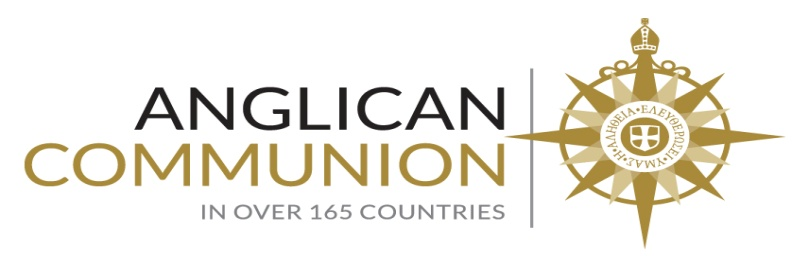 ANGLICAN
COMMUNION
IN OVER 165 COUNTRIES
Η ΑΛΗΘΕΙΑ • ΕΛΕΥΘΕΡΩΣΕΙ • ΥΜΑΣ •